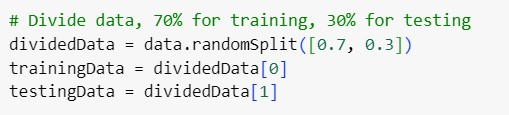 # Divide data, 70% for training, 30% for testing
dividedData = data.randomSplit([0.7, 0.3])
trainingData = dividedData[0]
testingData = dividedData[1]